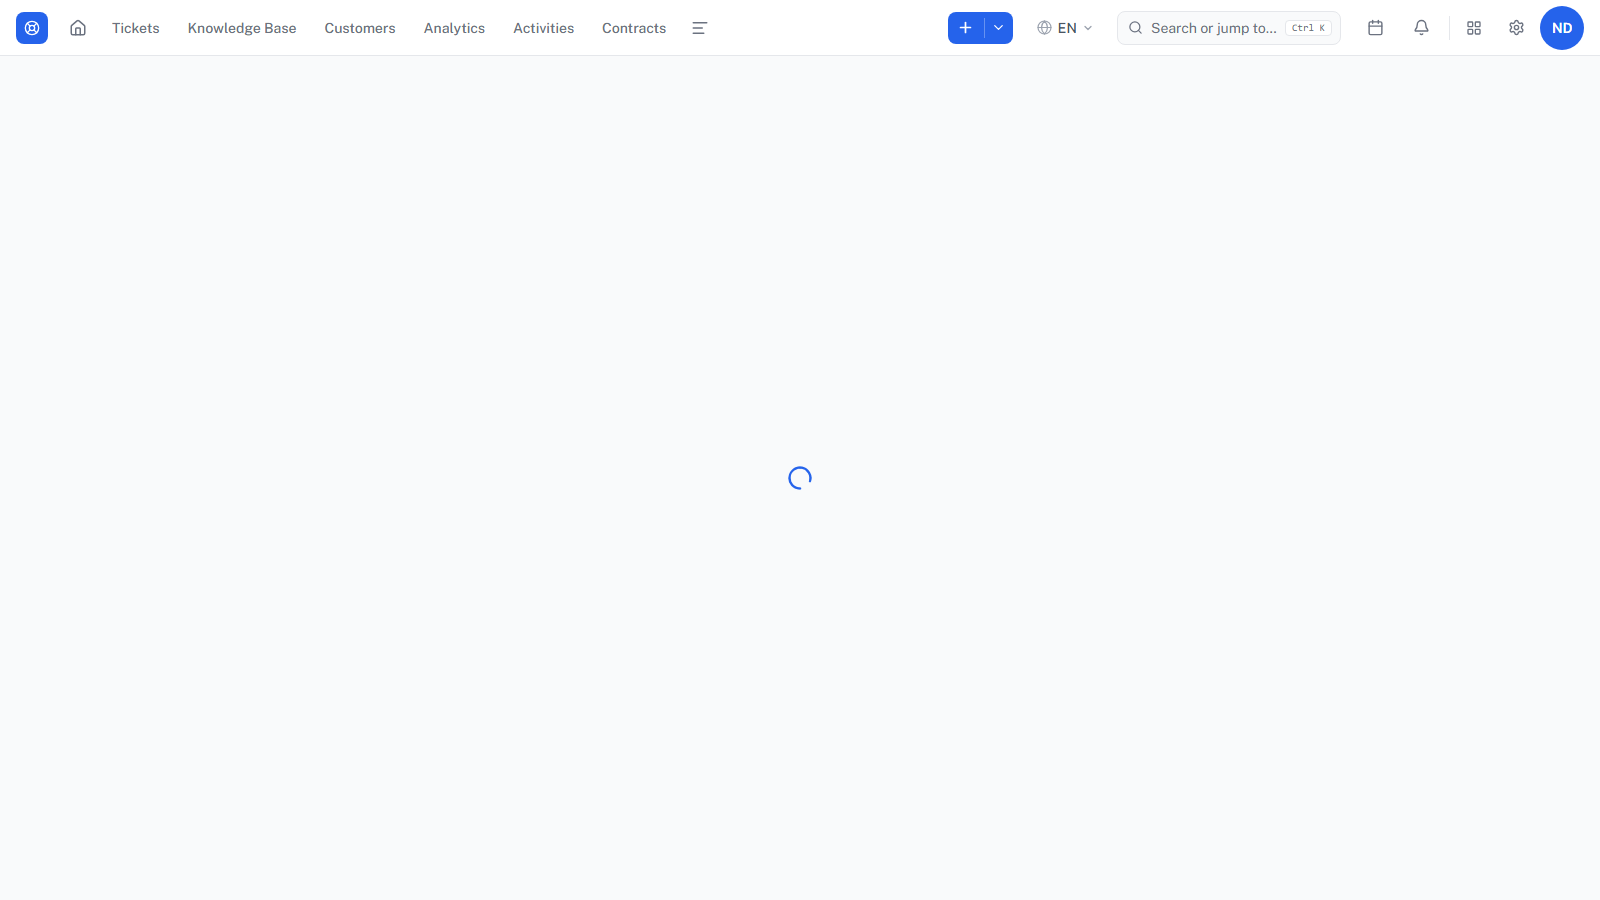 Tickets Knowledge Base Customers Analytics Activities Contracts EN Search or jump to... Ctrl K ND